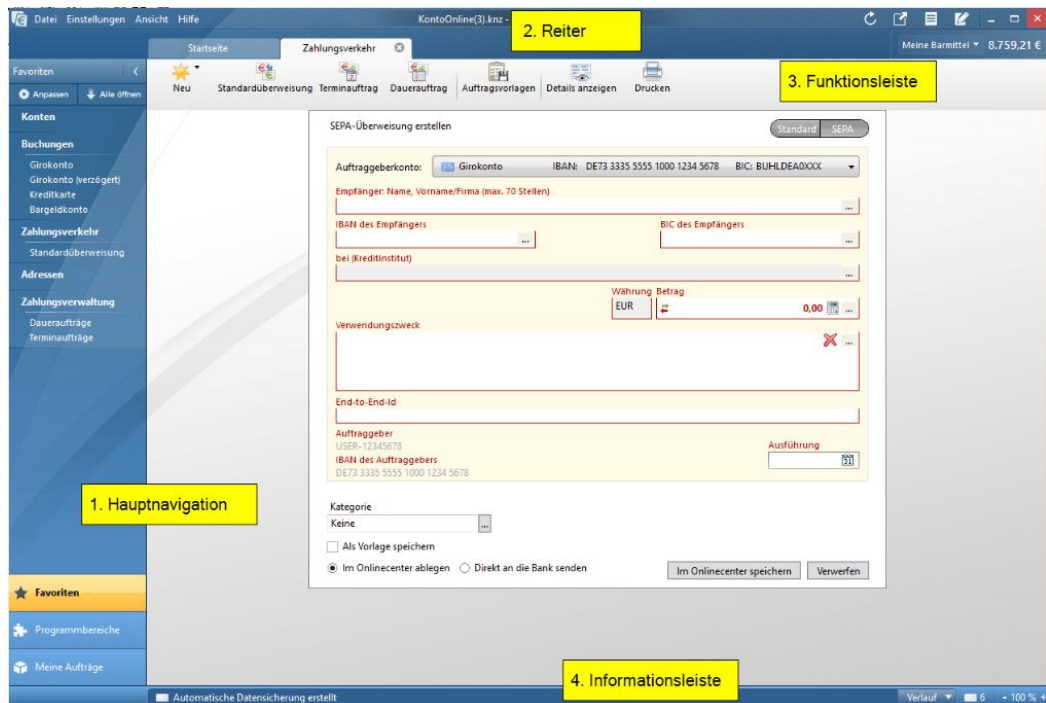 Datei Einstellungen Ansicht Hilfe
KontoOnline(3).knz -
2. Reiter
Startseite
Zahlungsverkehr
Meine Barmittel 8.759,21 €
Favoriten
Anpassen Alle öffnen
Neu Standardüberweisung Terminauftrag Dauerauftrag Auftragsvorlagen Details anzeigen Drucken
3. Funktionsleiste
Konten
Buchungen
Girokonto
Girokonto (verzögert)
Kreditkarte
Bargeldkonto
Zahlungsverkehr
Standardüberweisung
Adressen
Zahlungsverwaltung
Daueraufträge
Terminaufträge
SEPA-Überweisung erstellen
Standard SEPA
Auftraggeberkonto: Girokonto IBAN: DE73 3335 5555 1000 1234 5678 BIC: BUHLDEA0XXX
Empfänger: Name, Vorname/Firma (max. 70 Stellen)
...
IBAN des Empfängers BIC des Empfängers
... ...
bei (Kreditinstitut)
...
Währung Betrag
EUR 0,00 ...
Verwendungszweck
...
End-to-End-Id
Auftraggeber
USER-12345678
Ausführung
IBAN des Auftraggebers
31
DE73 3335 5555 1000 1234 5678
1. Hauptnavigation
Kategorie
Keine ...
Als Vorlage speichern
Im Onlinecenter ablegen Direkt an die Bank senden
Im Onlinecenter speichern Verwerfen
Favoriten
Programmbereiche
Meine Aufträge
4. Informationsleiste
Automatische Datensicherung erstellt
Verlauf 6 - 100 % +